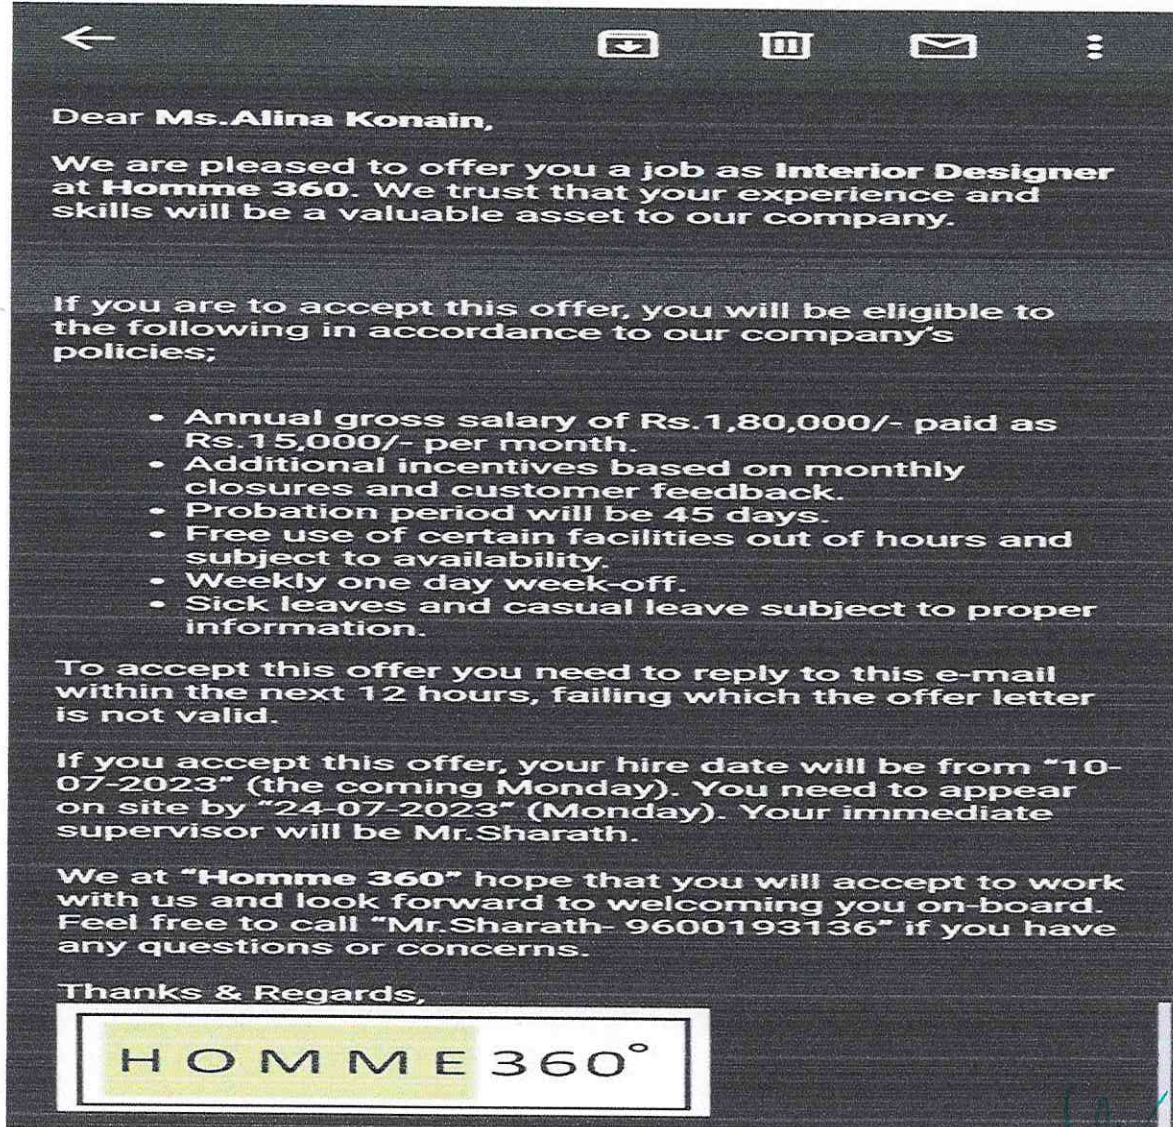 Dear Ms.Alina Konain,
We are pleased to offer you a job as Interior Designer
at Homme 360. We trust that your experience and
skills will be a valuable asset to our company.
If you are to accept this offer, you will be eligible to
the following in accordance to our company's
policies;
• Annual gross salary of Rs.1,80,000/- paid as
Rs.15,000/- per month.
• Additional incentives based on monthly
closures and customer feedback.
• Probation period will be 45 days.
• Free use of certain facilities out of hours and
subject to availability.
• Weekly one day week-off.
• Sick leaves and casual leave subject to proper
information.
To accept this offer you need to reply to this e-mail
within the next 12 hours, failing which the offer letter
is not valid.
If you accept this offer, your hire date will be from “10-
07-2023” (the coming Monday). You need to appear
on site by “24-07-2023” (Monday). Your immediate
supervisor will be Mr.Sharath.
We at “Homme 360” hope that you will accept to work
with us and look forward to welcoming you on-board.
Feel free to call “Mr.Sharath- 9600193136” if you have
any questions or concerns.
Thanks & Regards,
HOMME 360°